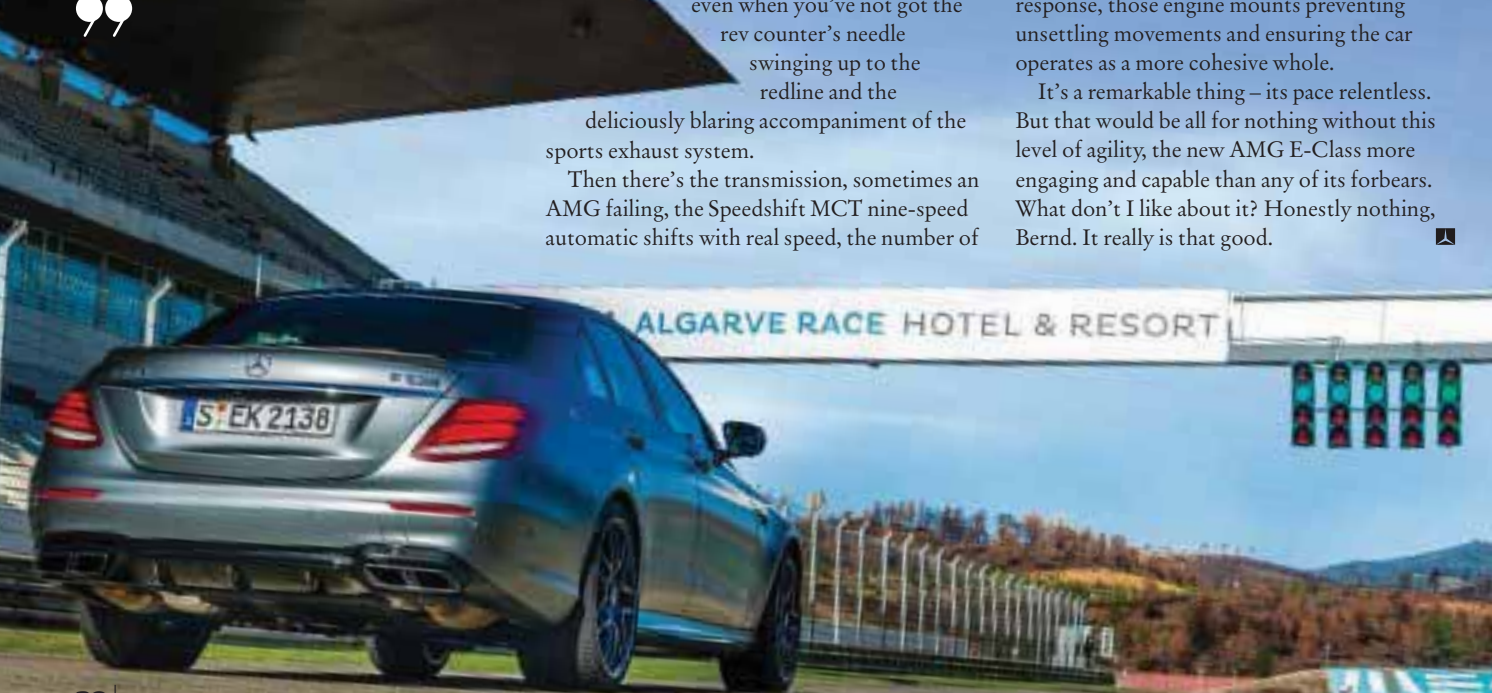 ”
even when you’ve not got the
rev counter’s needle
swinging up to the
redline and the
deliciously blaring accompaniment of the
sports exhaust system.
Then there’s the transmission, sometimes an
AMG failing, the Speedshift MCT nine-speed
automatic shifts with real speed, the number of
response, those engine mounts preventing
unsettling movements and ensuring the car
operates as a more cohesive whole.
It’s a remarkable thing – its pace relentless.
But that would be all for nothing without this
level of agility, the new AMG E-Class more
engaging and capable than any of its forbears.
What don’t I like about it? Honestly nothing,
Bernd. It really is that good.
ALGARVE RACE HOTEL & RESORT
S EK 2138